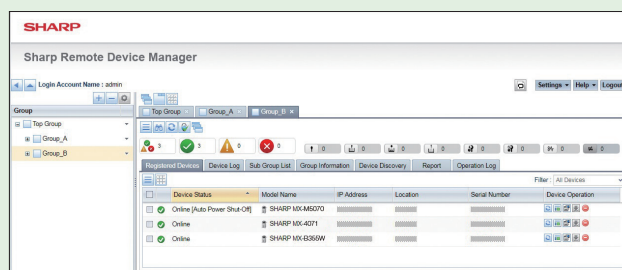 SHARP
Sharp Remote Device Manager
Login Account Name : admin
Settings Help Logout
Group
Top Group
Group_A
Group_B
Top Group × Group_A × Group_B ×
3 3 0 0 0 0 0 0 0 0 0 0
Registered Devices Device Log Sub Group List Group Information Device Discovery Report Operation Log
Filter : All Devices
Device Status Model Name IP Address Location Serial Number Device Operation
Online [Auto Power Shut-Off] SHARP MX-M5070
Online SHARP MX-4071
Online SHARP MX-B355W